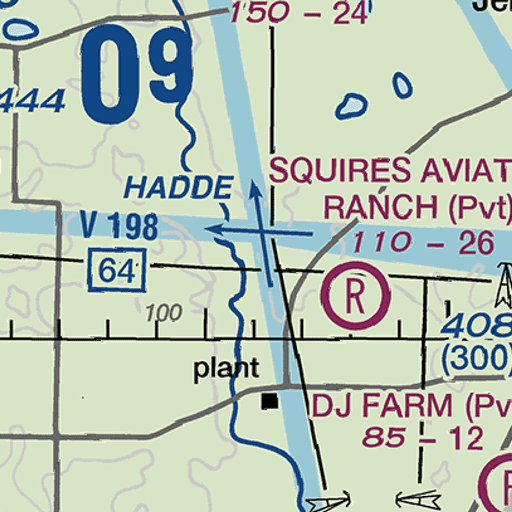 Je
150 - 24
09
444
SQUIRES AVIAT
HADDE
RANCH (Pvt)
V 198
110 - 26
64
R
100
408
(300)
plant
DJ FARM (Pv
85 - 12